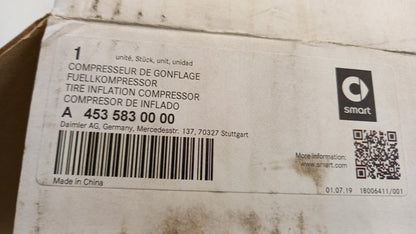 1 unité, Stück, unit, unidad
COMPRESSEUR DE GONFLAGE
FUELLKOMPRESSOR
TIRE INFLATION COMPRESSOR
COMPRESOR DE INFLADO
A 453 583 00 00
Daimler AG, Germany, Mercedesstr. 137, 70327 Stuttgart
Made in China
smart
More information:
www.smart.com
01.07.19 18006411/001